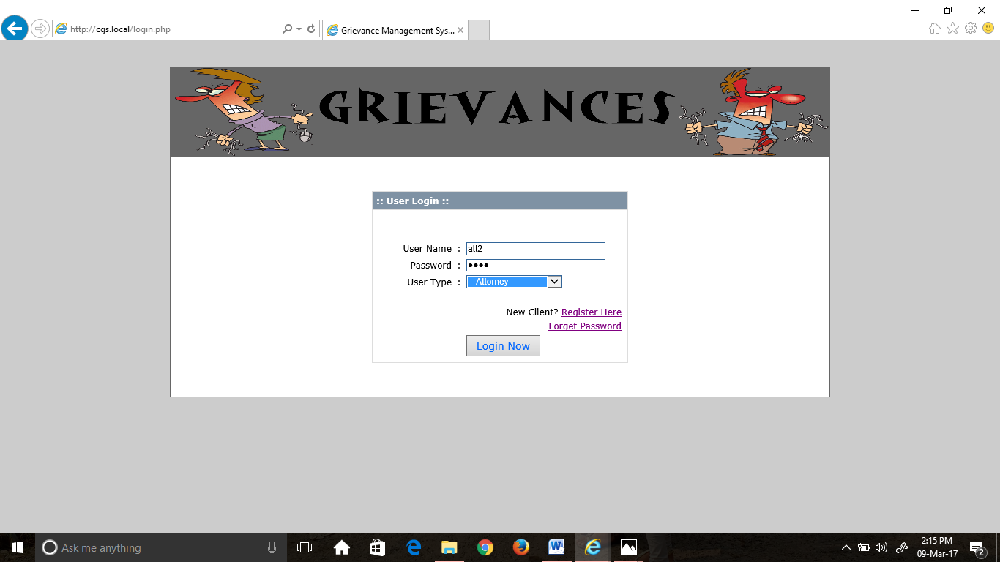 http://cgs.local/login.php
Grievance Management Sys...
GRIEVANCES
:: User Login ::
User Name : att2
Password : ●●●●
User Type : Attorney
New Client? Register Here
Forget Password
Login Now
Ask me anything
2:15 PM
09-Mar-17
2